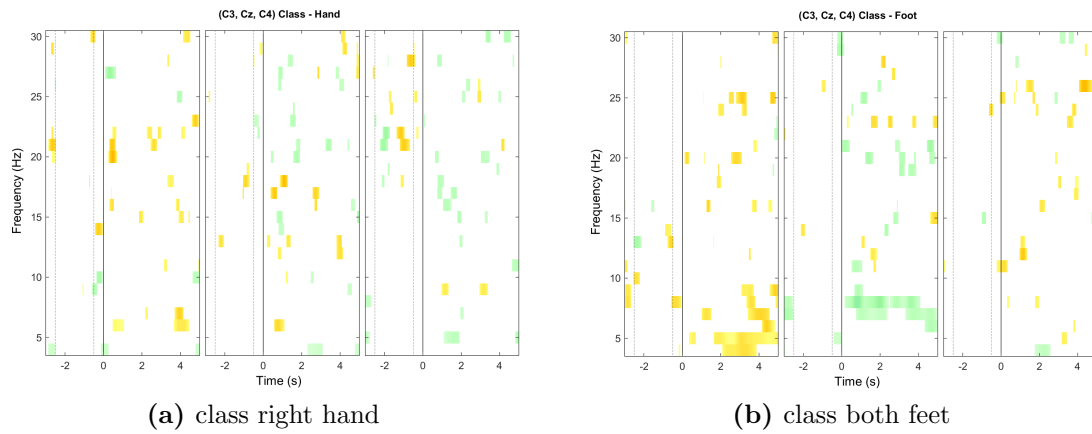 (C3, Cz, C4) Class - Hand
30
25
20
15
10
5
Frequency (Hz)
-2 0 2 4 -2 0 2 4 -2 0 2 4
Time (s)
(a) class right hand
(C3, Cz, C4) Class - Foot
30
25
20
15
10
5
Frequency (Hz)
-2 0 2 4 -2 0 2 4 -2 0 2 4
Time (s)
(b) class both feet